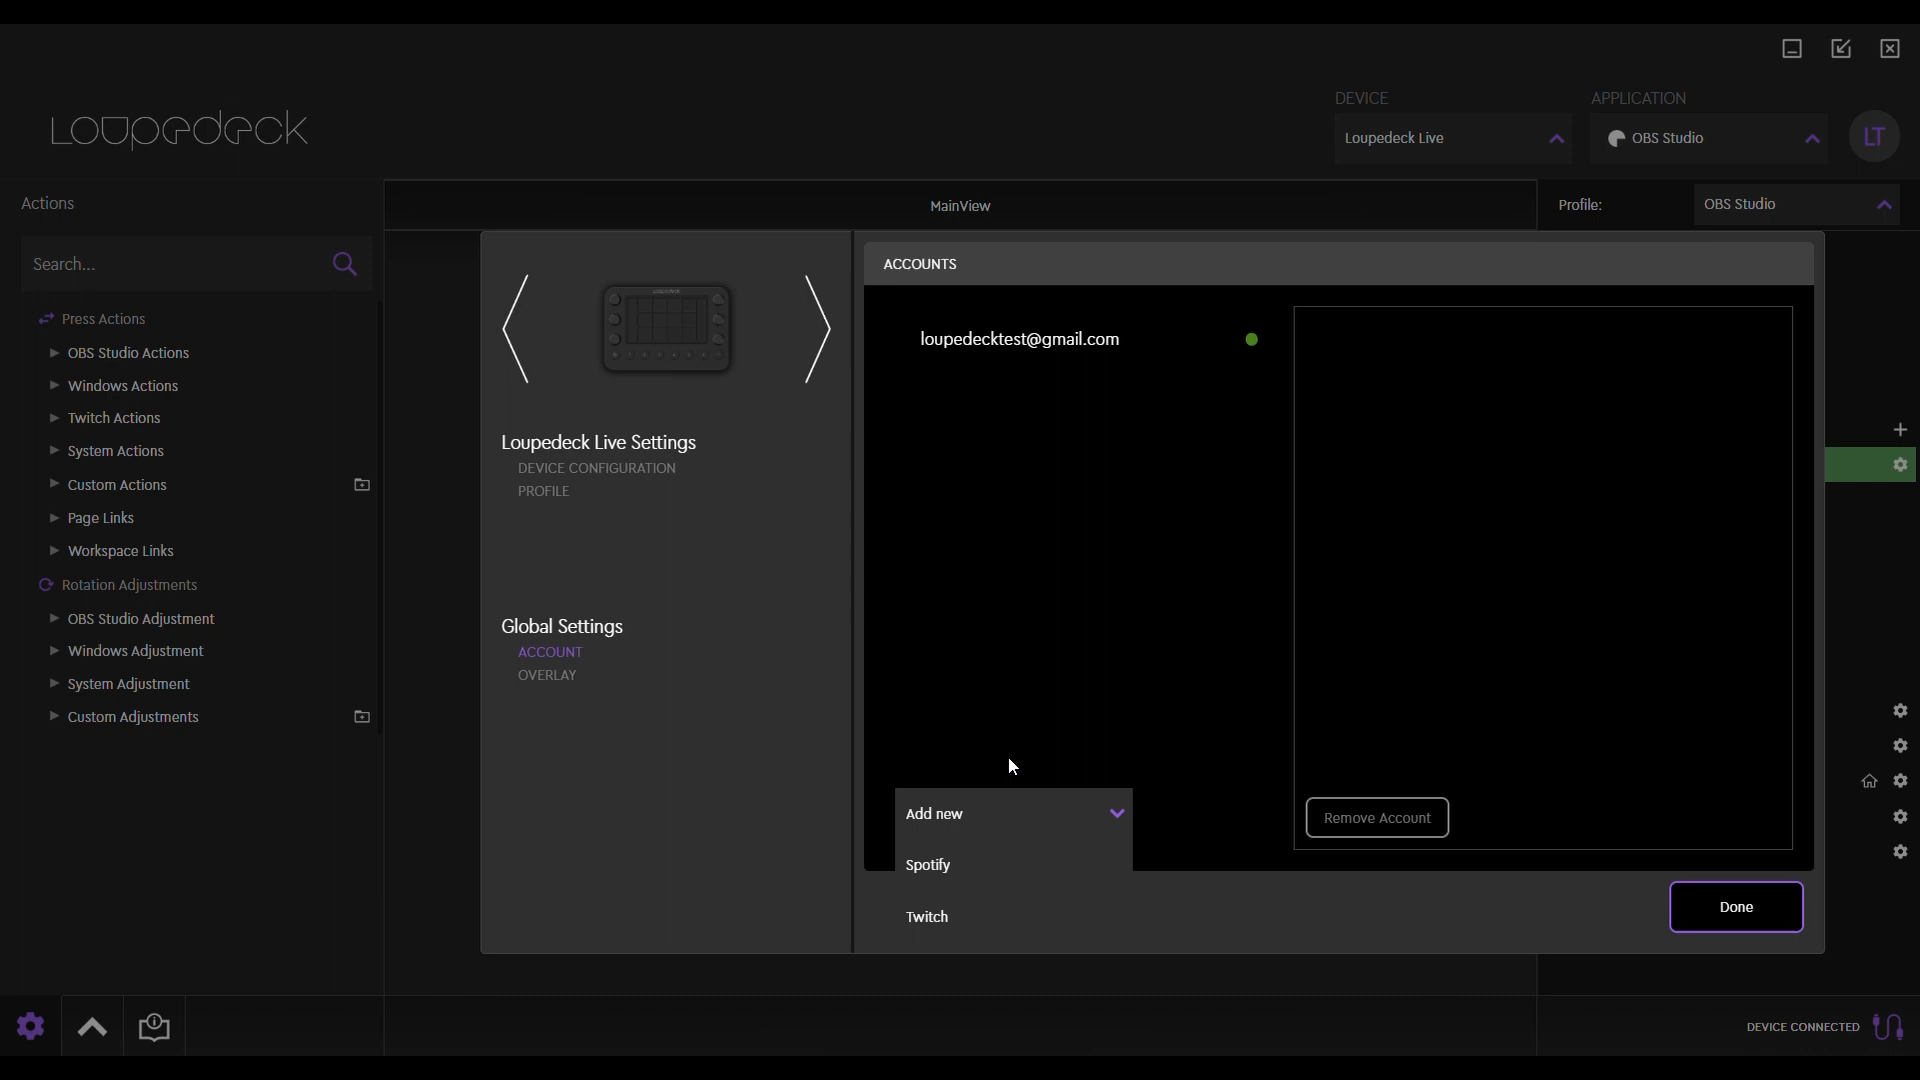 Loupedeck
DEVICE
APPLICATION
Loupedeck Live
OBS Studio
LT
Actions
MainView
Profile:
OBS Studio
Search...
ACCOUNTS
loupedecktest@gmail.com
Press Actions
OBS Studio Actions
Windows Actions
Twitch Actions
System Actions
Custom Actions
Page Links
Workspace Links
Rotation Adjustments
OBS Studio Adjustment
Windows Adjustment
System Adjustment
Custom Adjustments
Loupedeck Live Settings
DEVICE CONFIGURATION
PROFILE
Global Settings
ACCOUNT
OVERLAY
Add new
Spotify
Twitch
Remove Account
Done
DEVICE CONNECTED